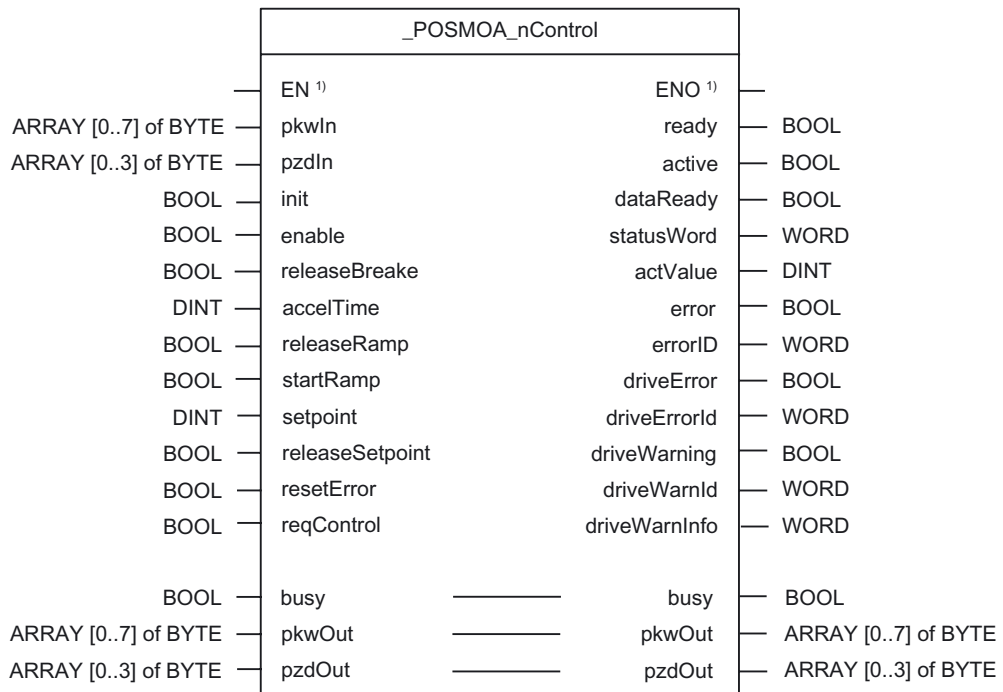 _POSMOA_nControl
EN 1) ENO 1)
ARRAY [0..7] of BYTE pkwIn ready BOOL
ARRAY [0..3] of BYTE pzdIn active BOOL
BOOL init dataReady BOOL
BOOL enable statusWord WORD
BOOL releaseBreake actValue DINT
DINT accelTime error BOOL
BOOL releaseRamp errorID WORD
BOOL startRamp driveError BOOL
DINT setpoint driveErrorId WORD
BOOL releaseSetpoint driveWarning BOOL
BOOL resetError driveWarnId WORD
BOOL reqControl driveWarnInfo WORD
BOOL busy busy BOOL
ARRAY [0..7] of BYTE pkwOut pkwOut ARRAY [0..7] of BYTE
ARRAY [0..3] of BYTE pzdOut pzdOut ARRAY [0..3] of BYTE